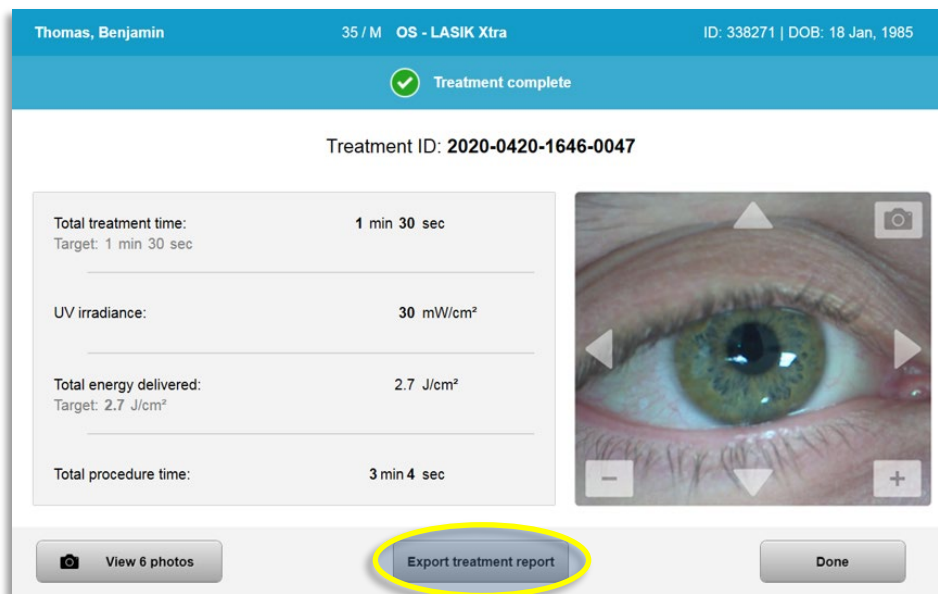 Thomas, Benjamin 35 / M OS - LASIK Xtra ID: 338271 | DOB: 18 Jan, 1985
Treatment complete
Treatment ID: 2020-0420-1646-0047
Total treatment time: 1 min 30 sec
Target: 1 min 30 sec
UV irradiance: 30 mW/cm²
Total energy delivered: 2.7 J/cm²
Target: 2.7 J/cm²
Total procedure time: 3 min 4 sec
View 6 photos Export treatment report Done